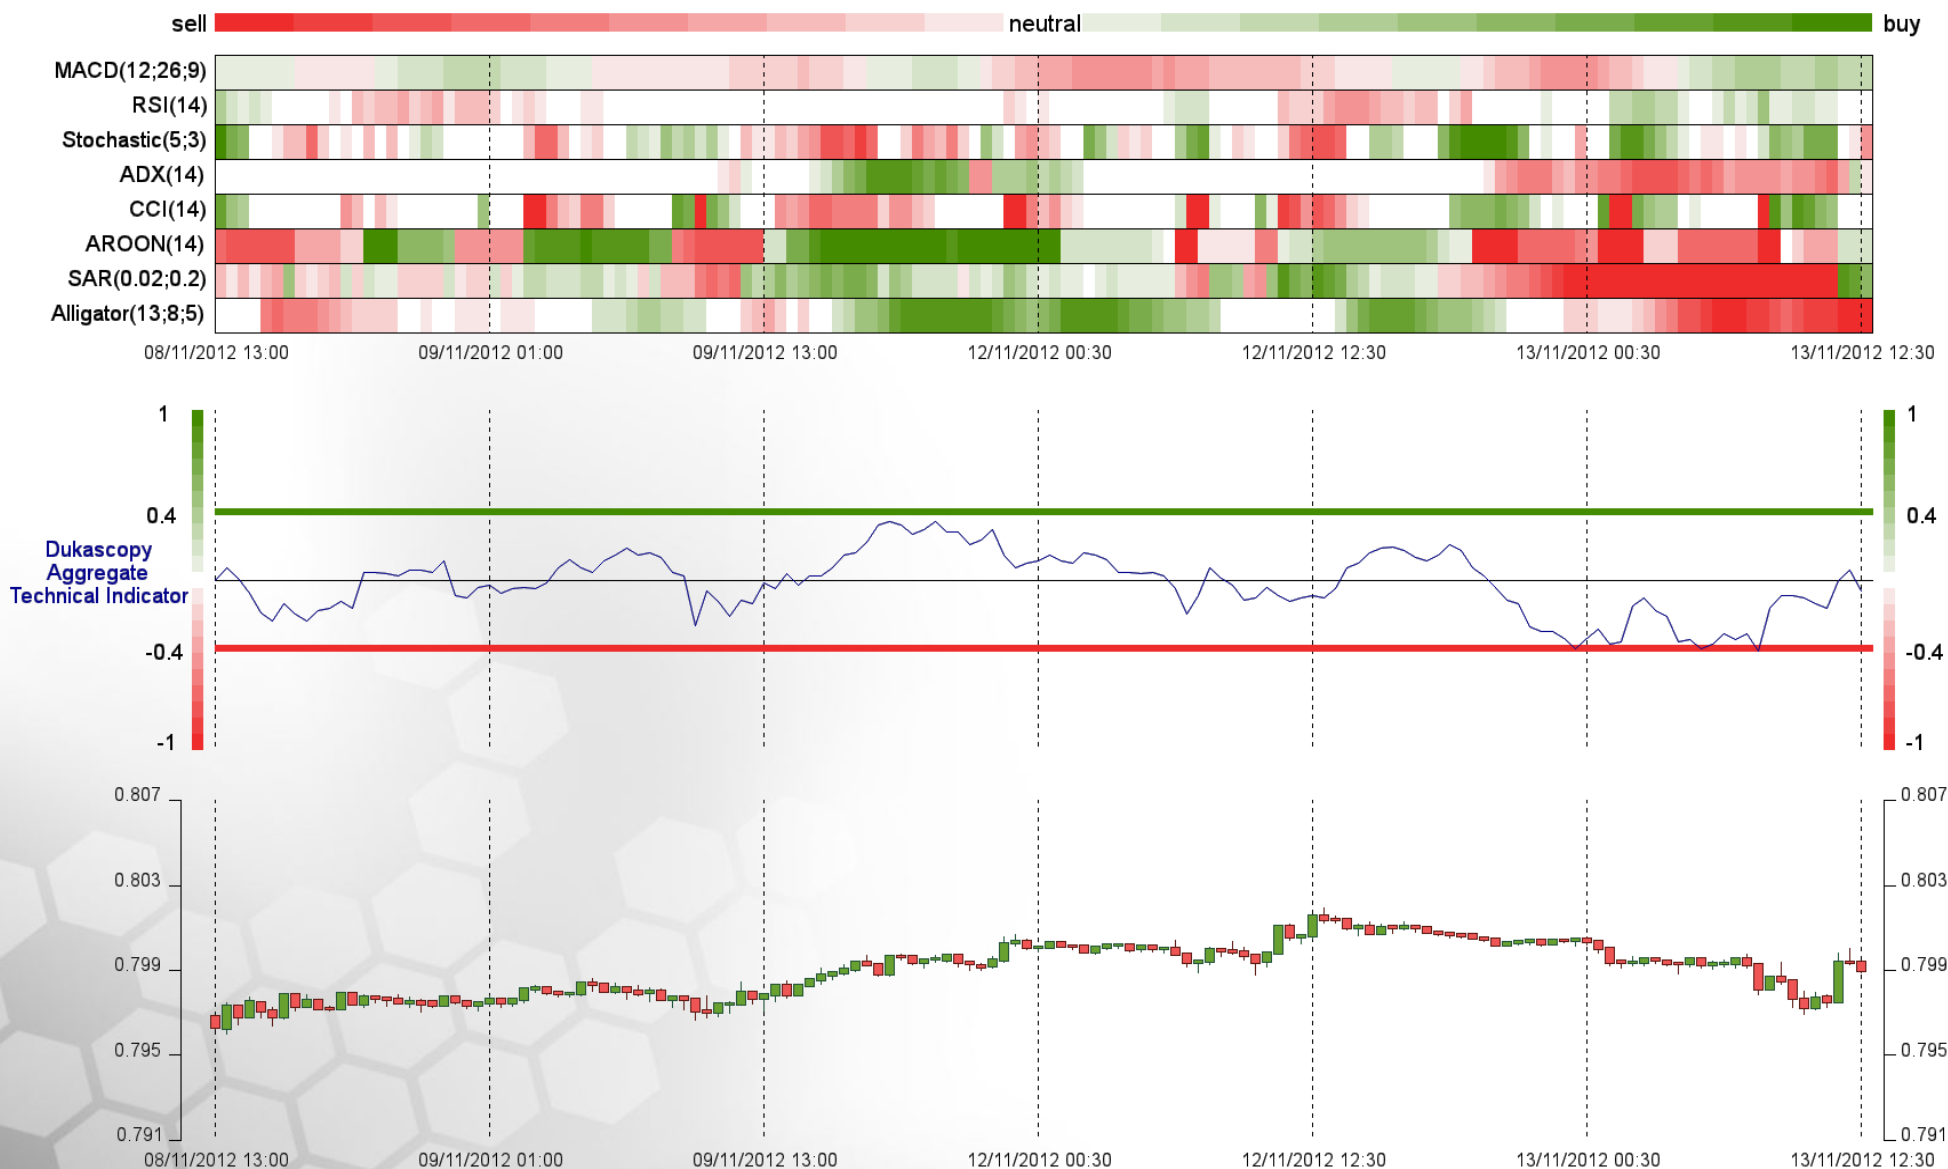 sell neutral buy
MACD(12;26;9)
RSI(14)
Stochastic(5;3)
ADX(14)
CCI(14)
AROON(14)
SAR(0.02;0.2)
Alligator(13;8;5)
08/11/2012 13:00 09/11/2012 01:00 09/11/2012 13:00 12/11/2012 00:30 12/11/2012 12:30 13/11/2012 00:30 13/11/2012 12:30
1 1
0.4 0.4
Dukascopy
Aggregate
Technical Indicator
-0.4 -0.4
-1 -1
0.807 0.807
0.803 0.803
0.799 0.799
0.795 0.795
0.791 0.791
08/11/2012 13:00 09/11/2012 01:00 09/11/2012 13:00 12/11/2012 00:30 12/11/2012 12:30 13/11/2012 00:30 13/11/2012 12:30